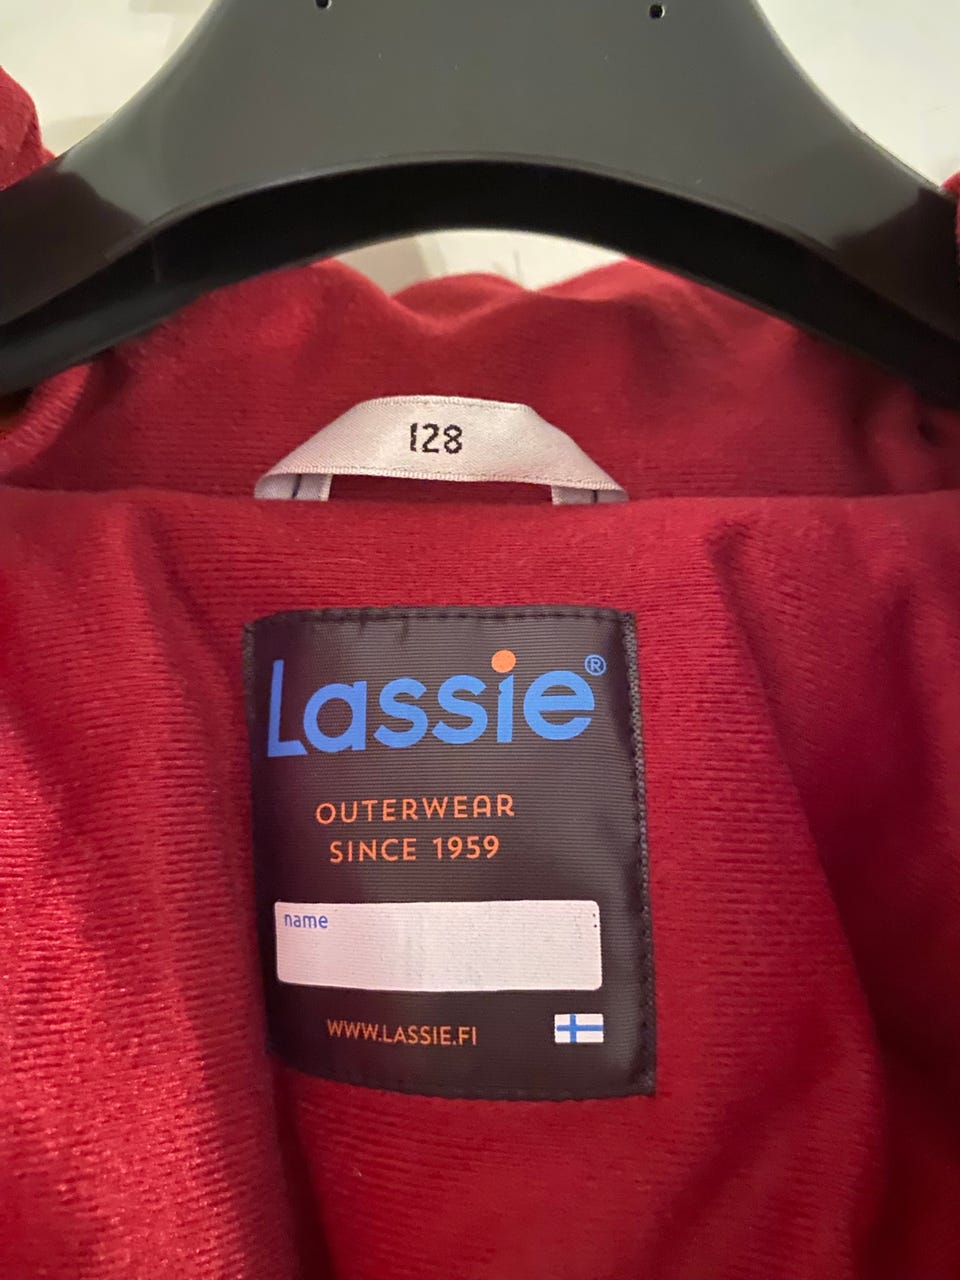 128
Lassie®
OUTERWEAR
SINCE 1959
name
WWW.LASSIE.FI